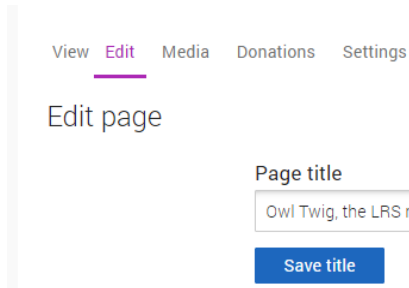 View Edit Media Donations Settings
Edit page
Page title
Owl Twig, the LRS
Save title